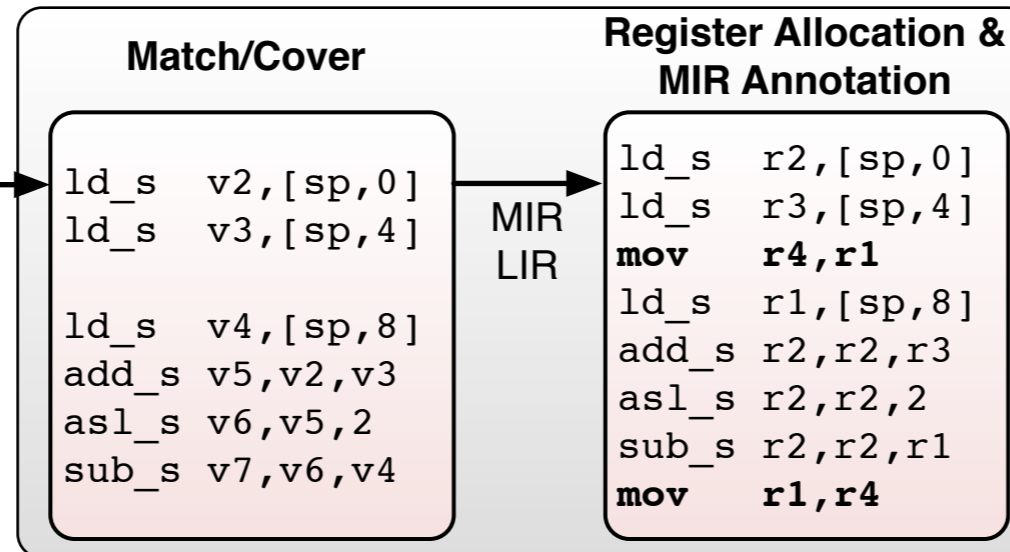 Match/Cover
ld_s v2,[sp,0]
ld_s v3,[sp,4]
ld_s v4,[sp,8]
add_s v5,v2,v3
asl_s v6,v5,2
sub_s v7,v6,v4
MIR
LIR
Register Allocation &
MIR Annotation
ld_s r2,[sp,0]
ld_s r3,[sp,4]
mov r4,r1
ld_s r1,[sp,8]
add_s r2,r2,r3
asl_s r2,r2,2
sub_s r2,r2,r1
mov r1,r4